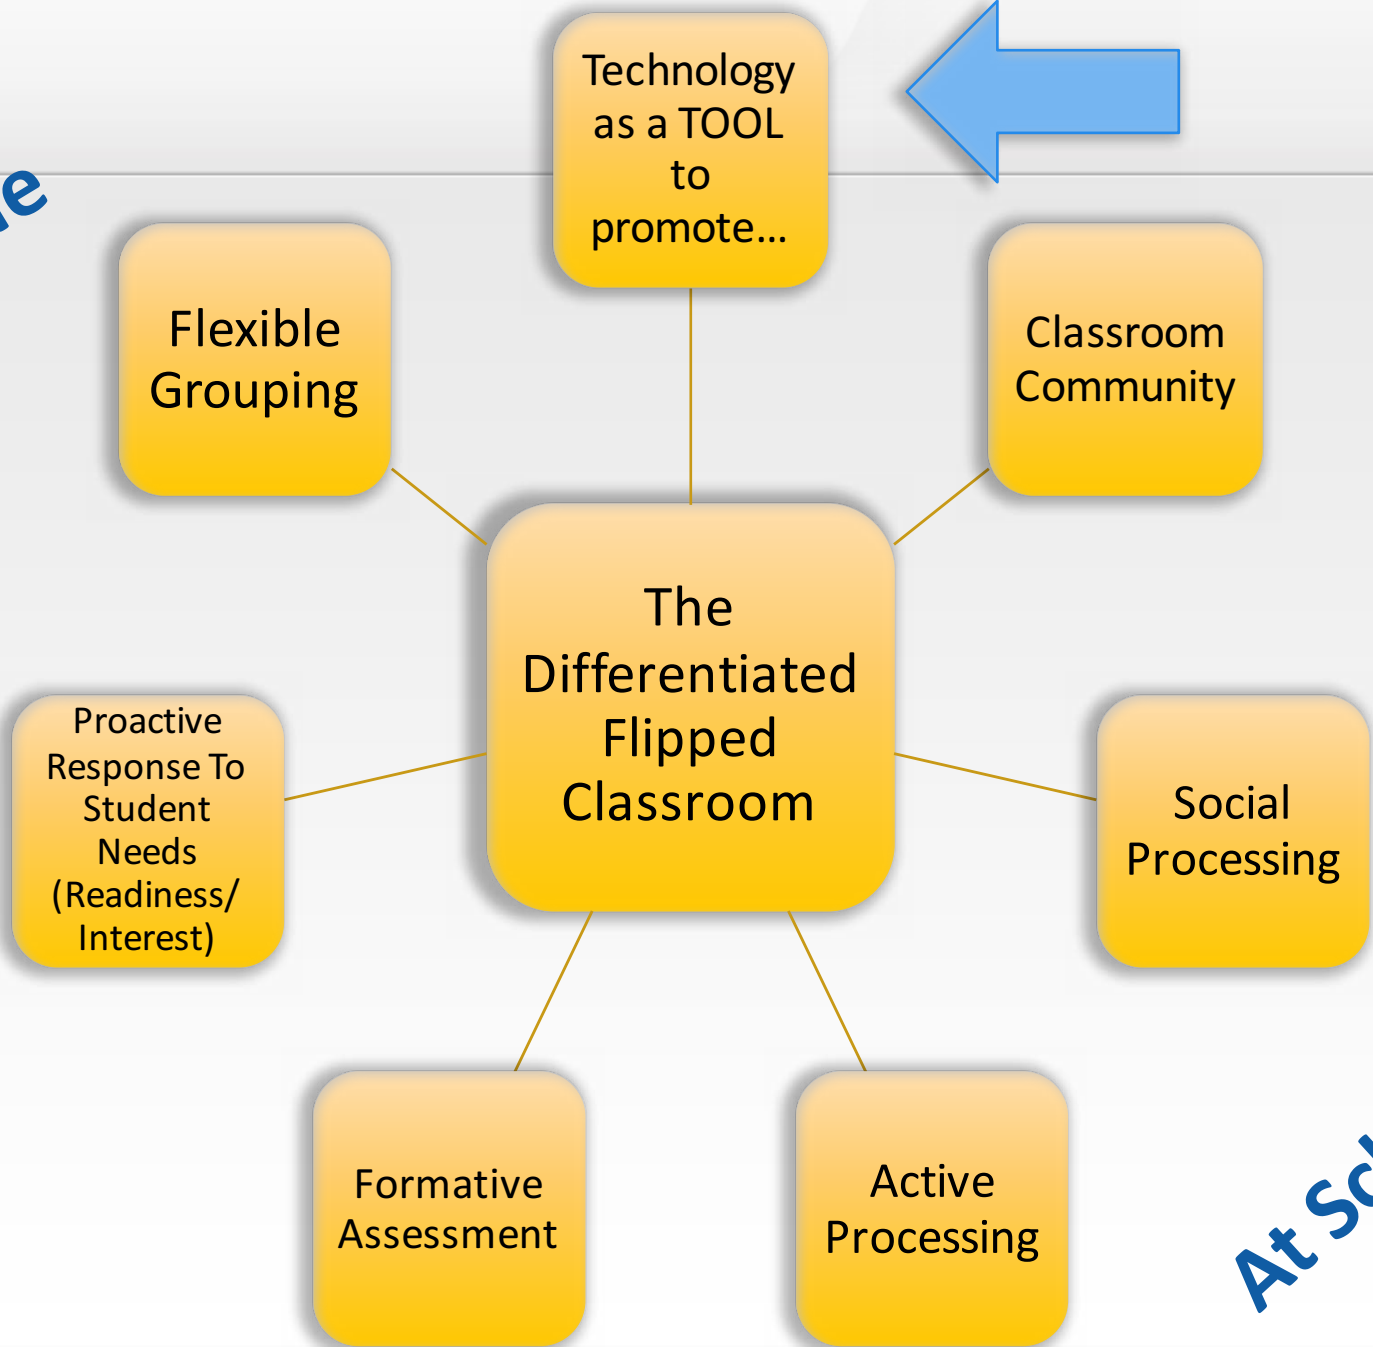 Technology
as a TOOL
to
promote...
Flexible
Grouping
Classroom
Community
The
Differentiated
Flipped
Classroom
Proactive
Response To
Student
Needs
(Readiness/
Interest)
Social
Processing
Formative
Assessment
Active
Processing
At